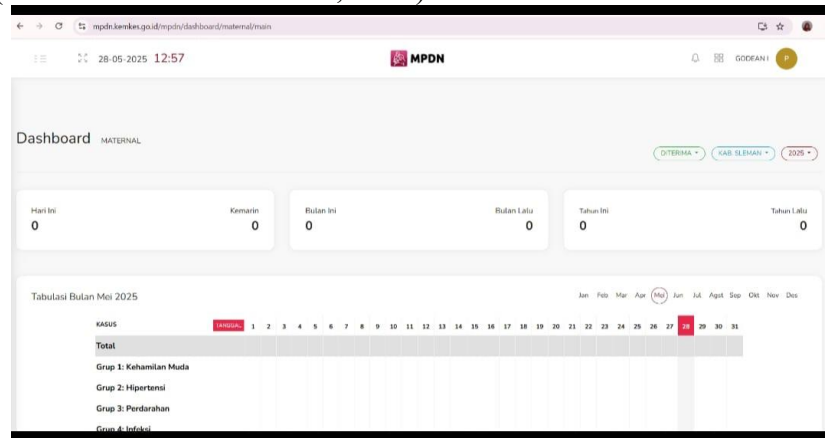 mpdn.kemkes.go.id/mpdn/dashboard/maternal/main
28-05-2025 12:57 MPDN GODEAN I P
Dashboard MATERNAL
DITERIMA KAB. SLEMAN 2025
Hari Ini Kemarin Bulan Ini Bulan Lalu Tahun Ini Tahun Lalu
0 0 0 0 0 0
Tabulasi Bulan Mei 2025 Jan Feb Mar Apr Mei Jun Jul Agst Sep Okt Nov Des
KASUS TANGGAL 1 2 3 4 5 6 7 8 9 10 11 12 13 14 15 16 17 18 19 20 21 22 23 24 25 26 27 28 29 30 31
Total
Grup 1: Kehamilan Muda
Grup 2: Hipertensi
Grup 3: Perdarahan
Grup 4: Infeksi